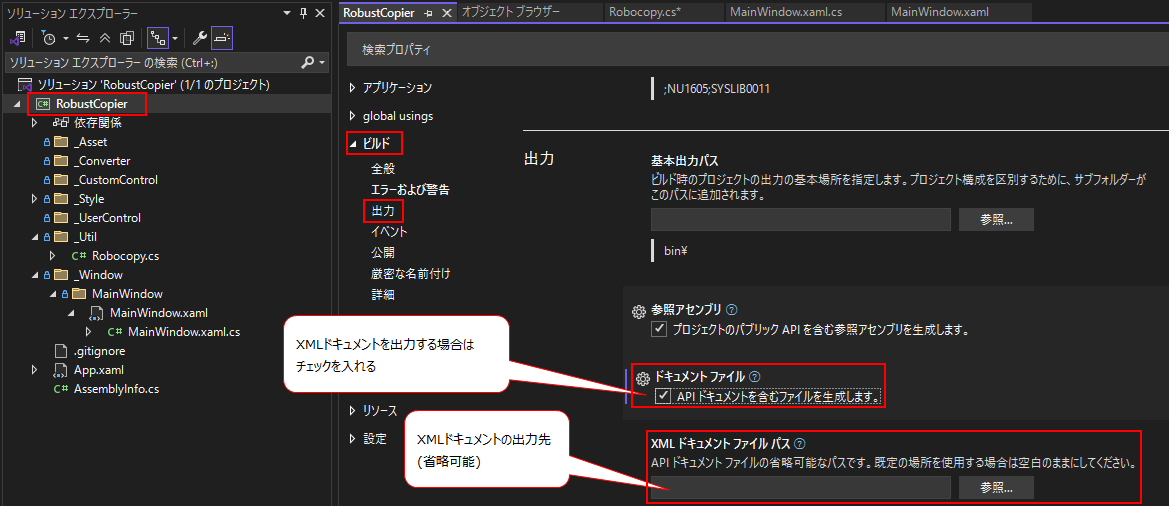 ソリューション エクスプローラー
ソリューション エクスプローラー の検索 (Ctrl+:)
ソリューション 'RobustCopier' (1/1 のプロジェクト)
RobustCopier
依存関係
_Asset
_Converter
_CustomControl
_Style
_UserControl
_Util
Robocopy.cs
_Window
MainWindow
MainWindow.xaml
MainWindow.xaml.cs
.gitignore
App.xaml
AssemblyInfo.cs
RobustCopier
オブジェクト ブラウザー
Robocopy.cs*
MainWindow.xaml.cs
MainWindow.xaml
検索プロパティ
アプリケーション
global usings
ビルド
全般
エラーおよび警告
出力
イベント
公開
厳密な名前付け
詳細
リソース
設定
;NU1605;SYSLIB0011
出力
基本出力パス
ビルド時のプロジェクトの出力の基本場所を指定します。プロジェクト構成を区別するために、サブフォルダーが
このパスに追加されます。
参照...
bin¥
参照アセンブリ
プロジェクトのパブリック API を含む参照アセンブリを生成します。
ドキュメント ファイル
API ドキュメントを含むファイルを生成します。
XML ドキュメント ファイル パス
API ドキュメント ファイルの省略可能なパスです。既定の場所を使用する場合は空白のままにしてください。
参照...
XMLドキュメントを出力する場合は
チェックを入れる
XMLドキュメントの出力先
(省略可能)